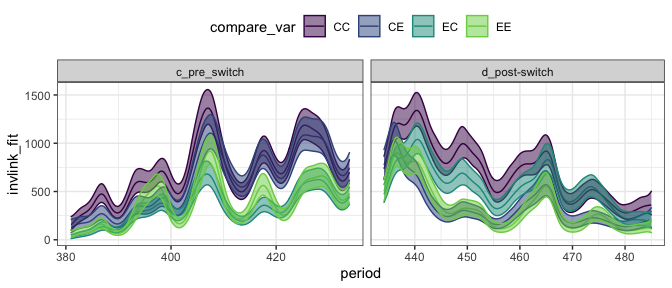 compare_var CC CE EC EE
c_pre_switch d_post-switch
invlink_fit
1500
1000
500
0
380 400 420 440 450 460 470 480
period